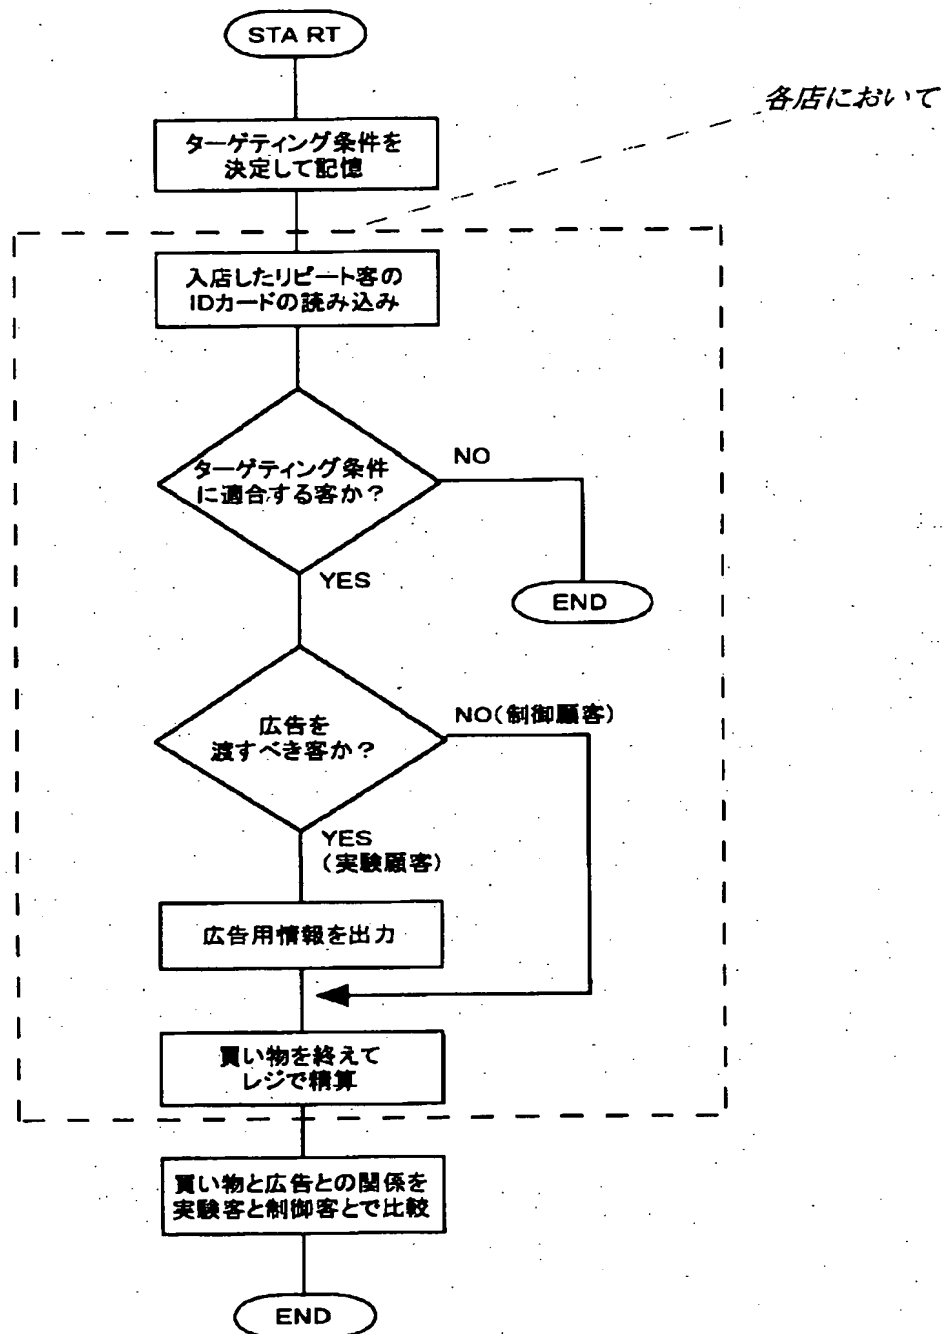 START
各店において
ターゲティング条件を
決定して記憶
入店したリピート客の
IDカードの読み込み
ターゲティング条件
に適合する客か?
NO
YES
END
広告を
渡すべき客か?
NO(制御顧客)
YES
(実験顧客)
広告用情報を出力
買い物を終えて
レジで精算
買い物と広告との関係を
実験客と制御客とで比較
END